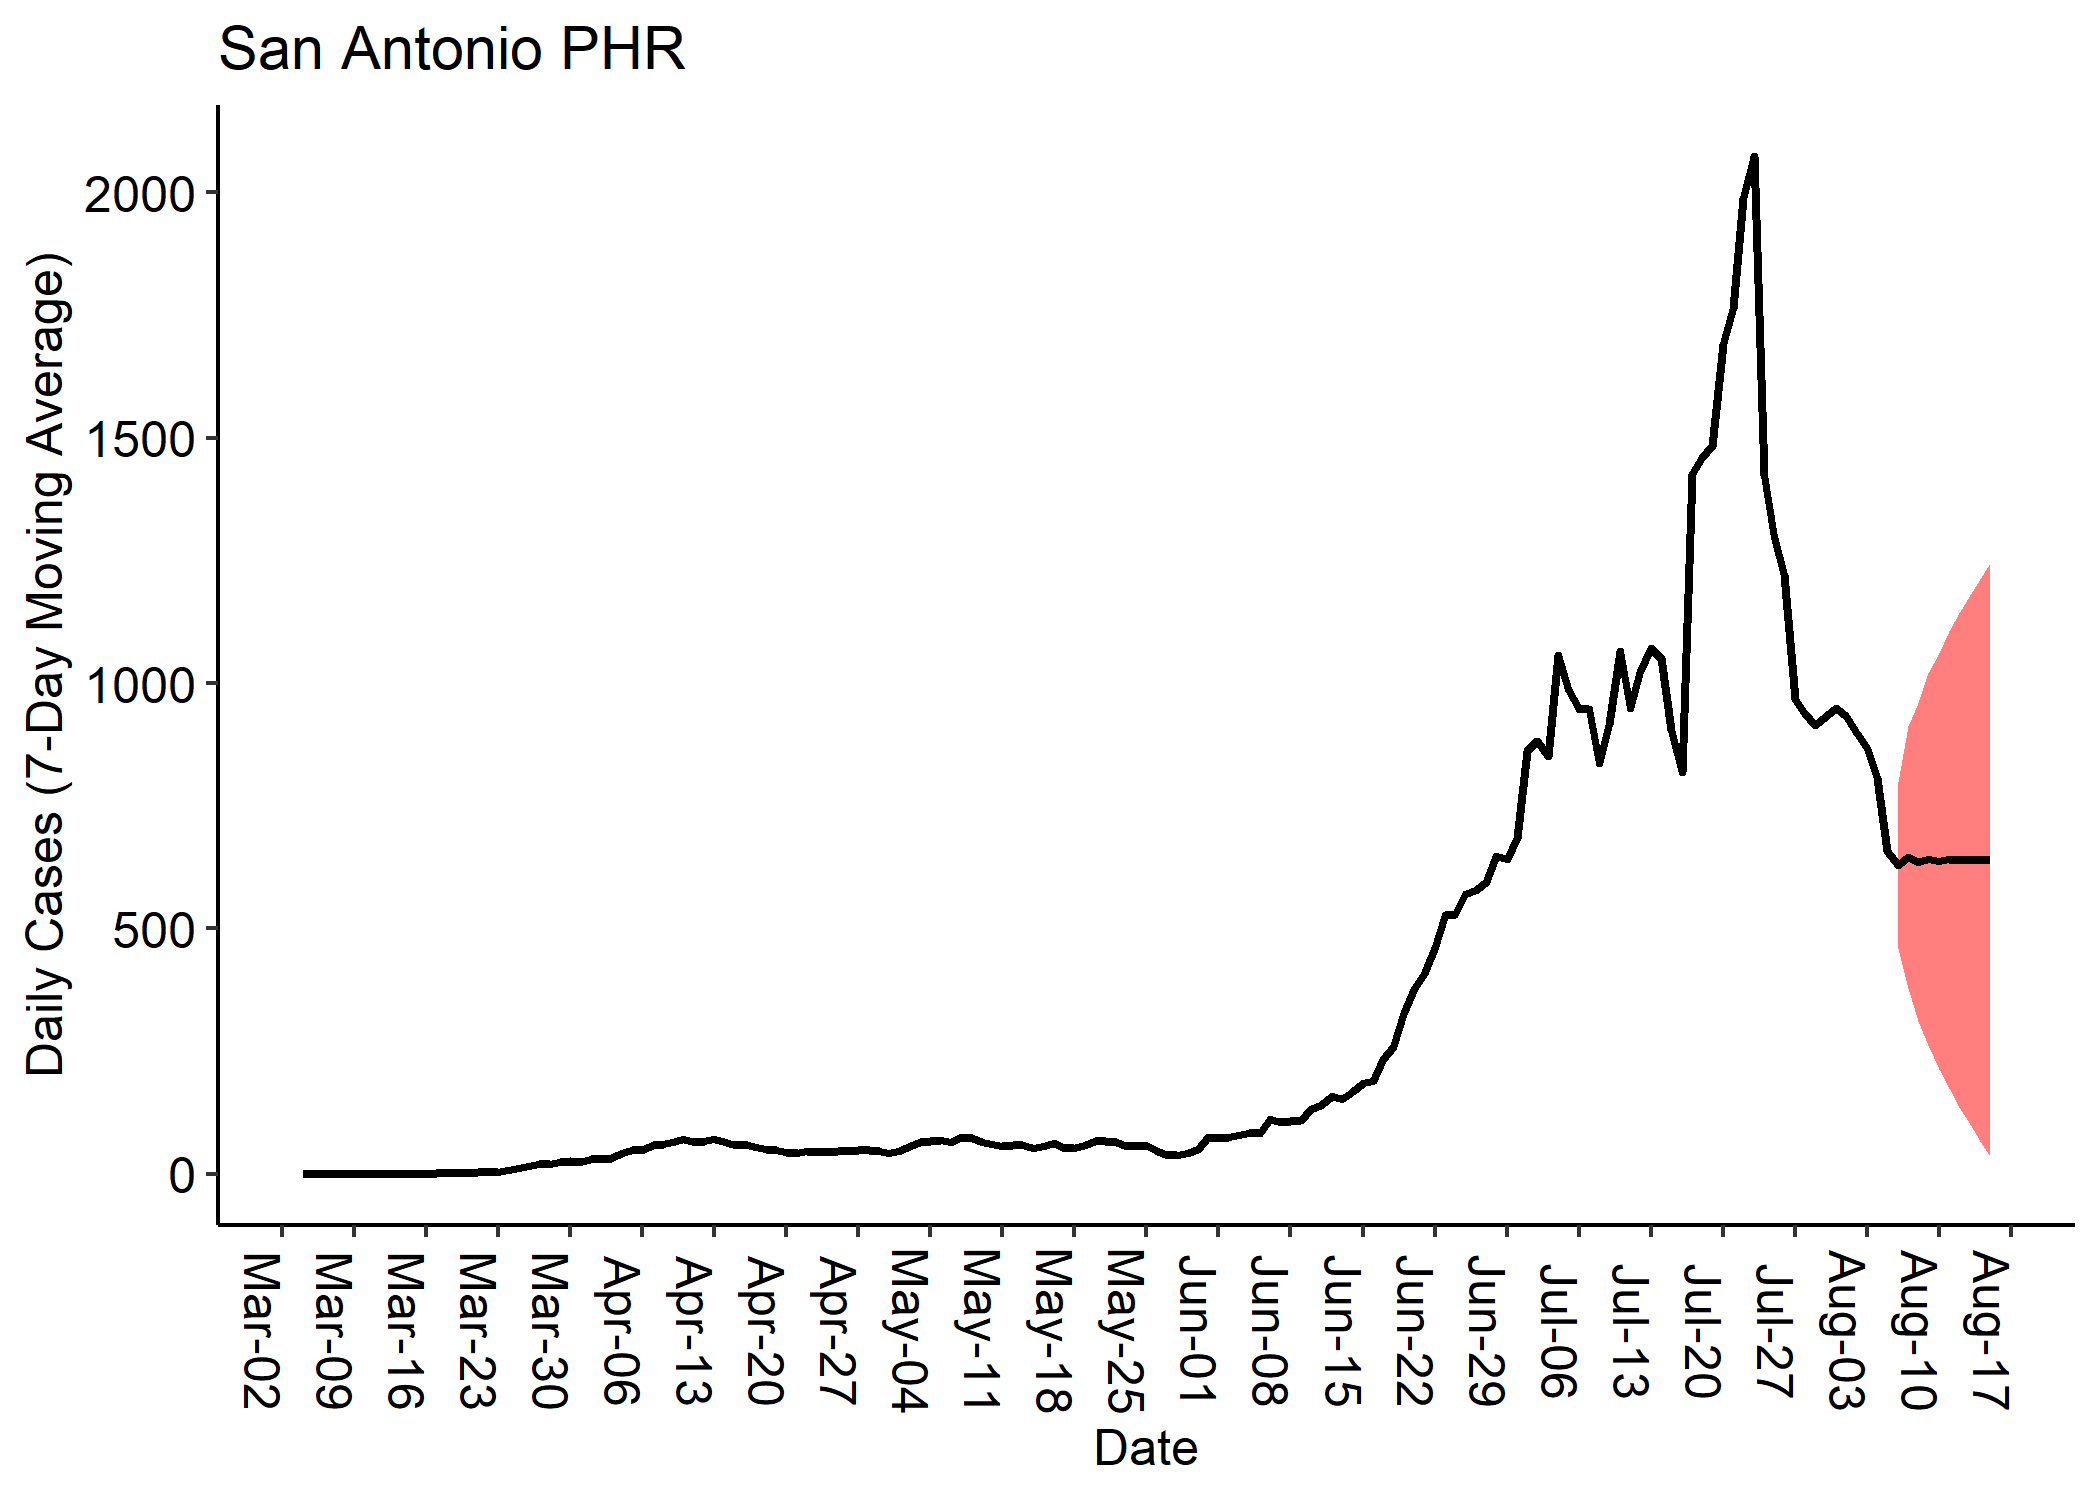 San Antonio PHR
Daily Cases (7-Day Moving Average)
2000
1500
1000
500
0
Mar-02
Mar-09
Mar-16
Mar-23
Mar-30
Apr-06
Apr-13
Apr-20
Apr-27
May-04
May-11
May-18
May-25
Jun-01
Jun-08
Jun-15
Jun-22
Jun-29
Jul-06
Jul-13
Jul-20
Jul-27
Aug-03
Aug-10
Aug-17
Date